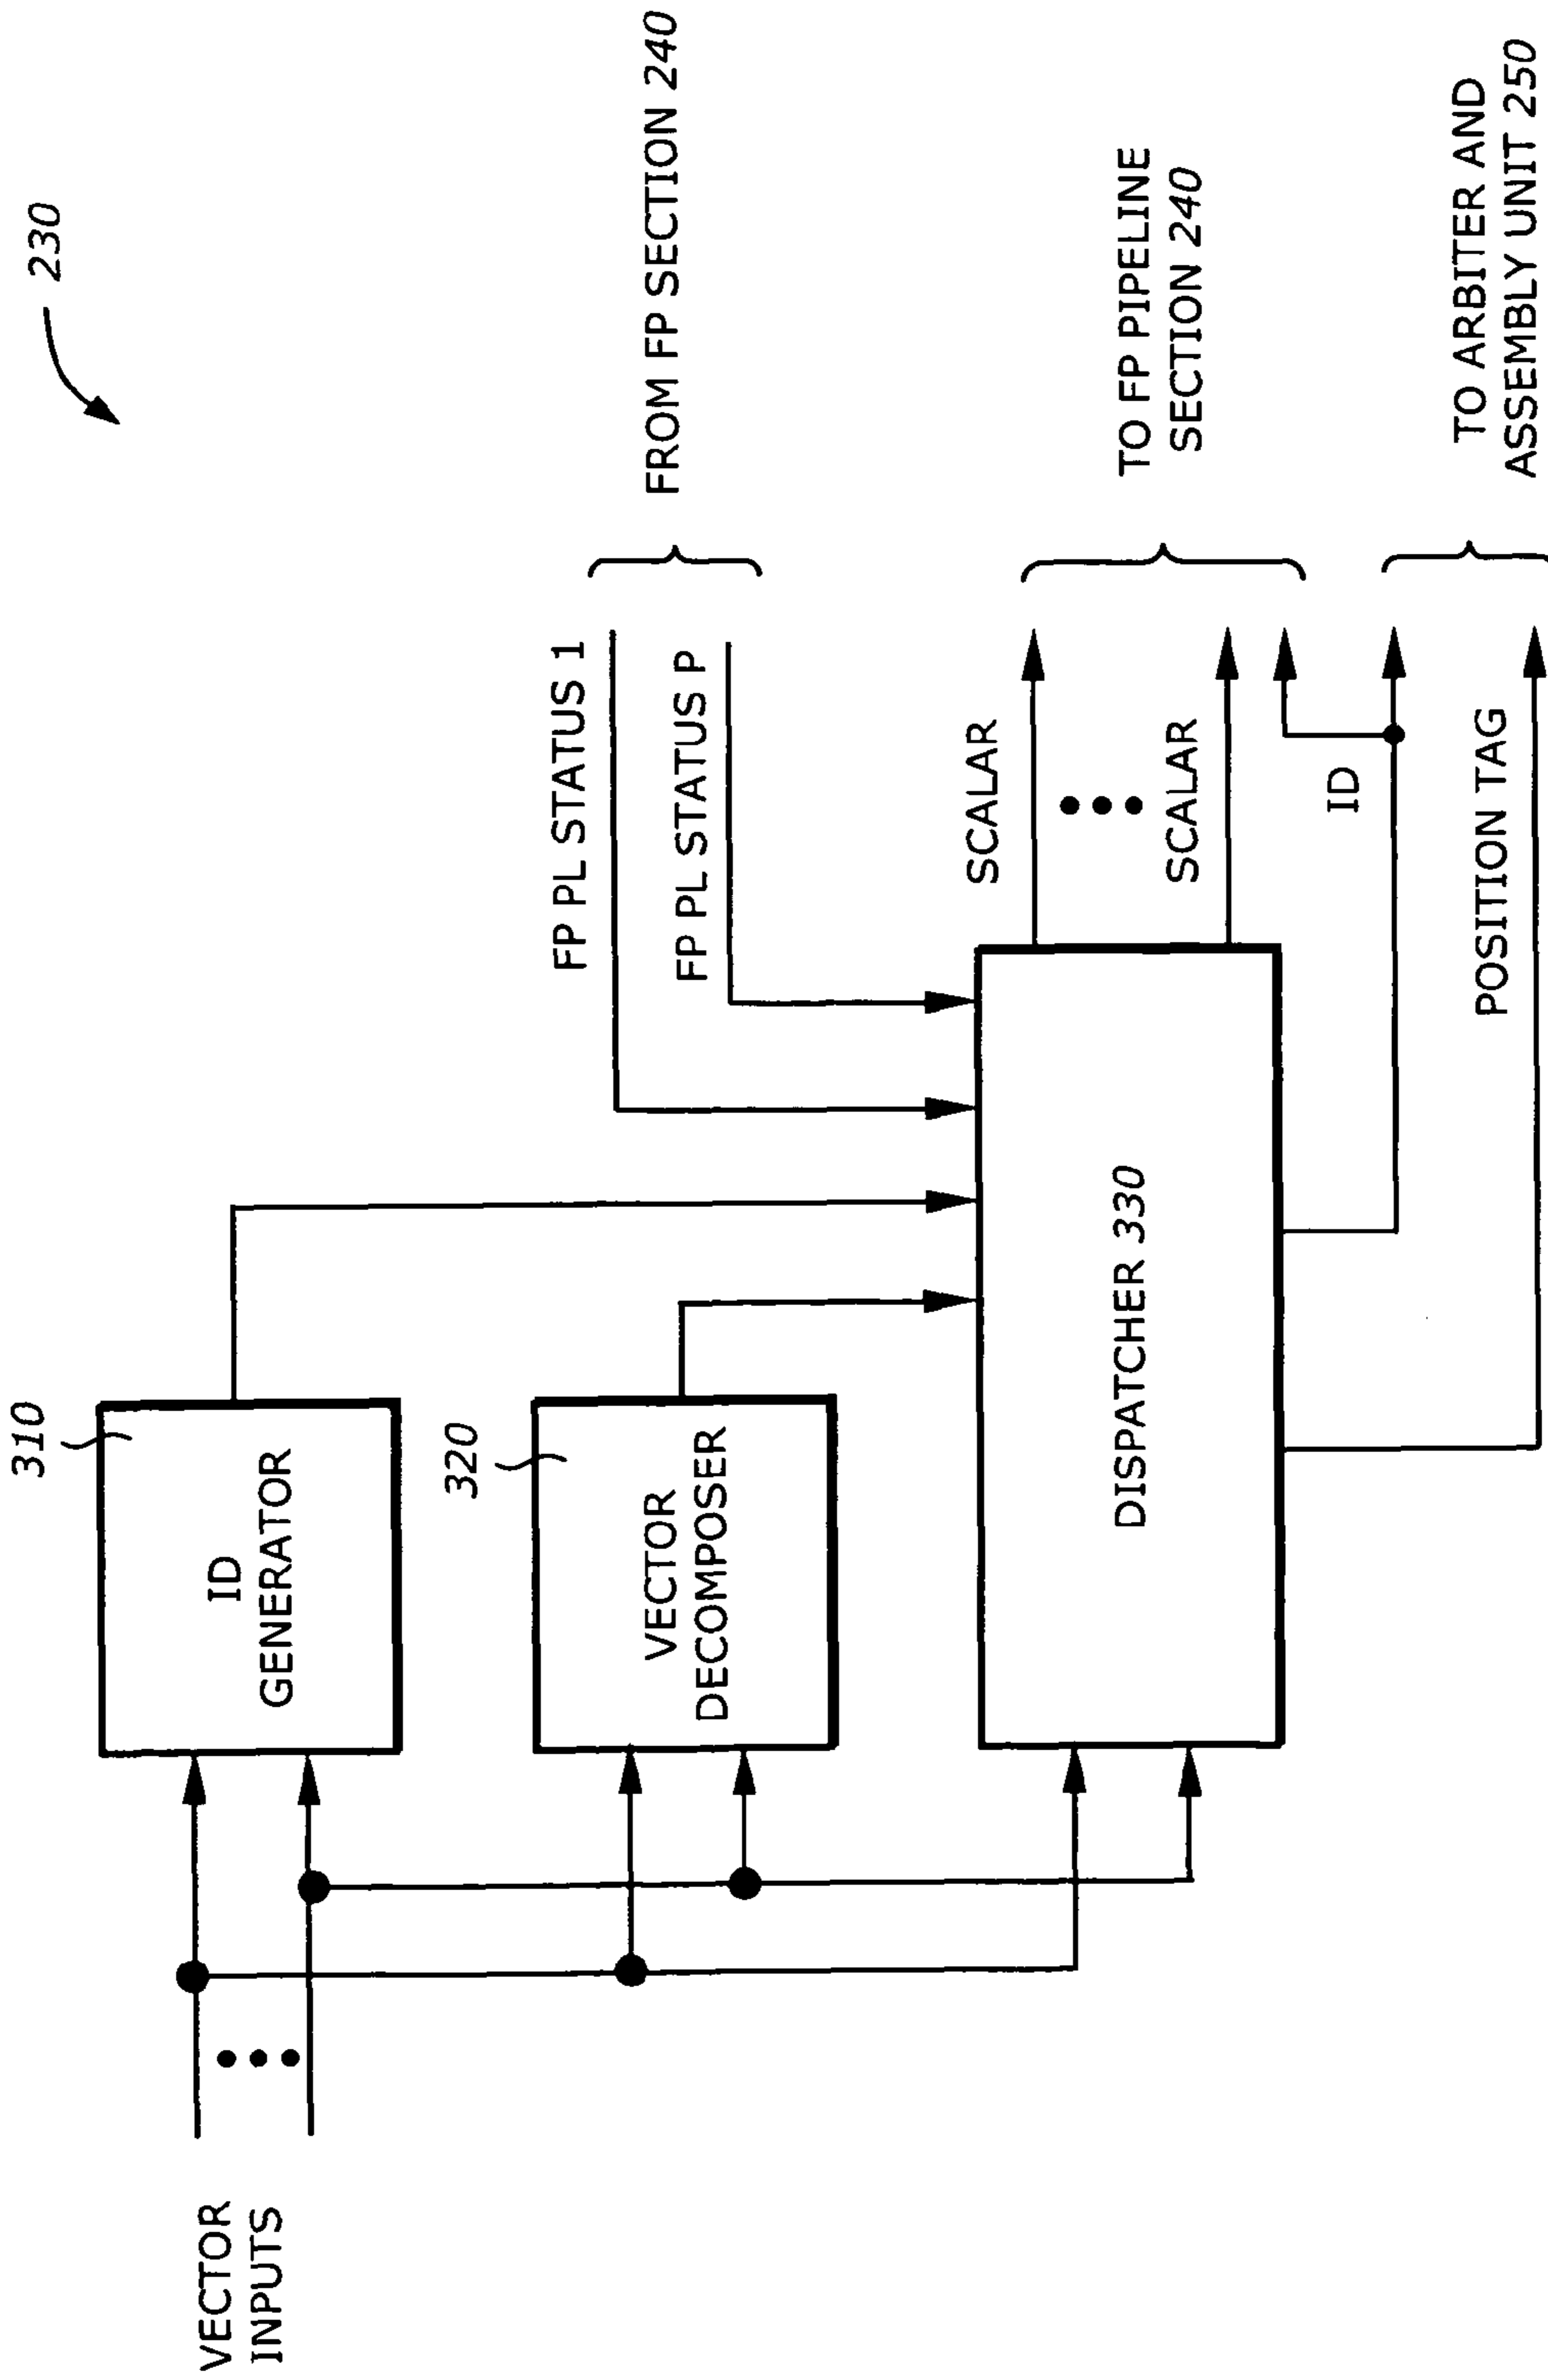 230
310
ID
GENERATOR
320
VECTOR
DECOMPOSER
VECTOR
INPUTS
FP PL STATUS 1
FP PL STATUS P
FROM FP SECTION 240
DISPATCHER 330
SCALAR
SCALAR
TO FP PIPELINE
SECTION 240
ID
POSITION TAG
TO ARBITER AND
ASSEMBLY UNIT 250